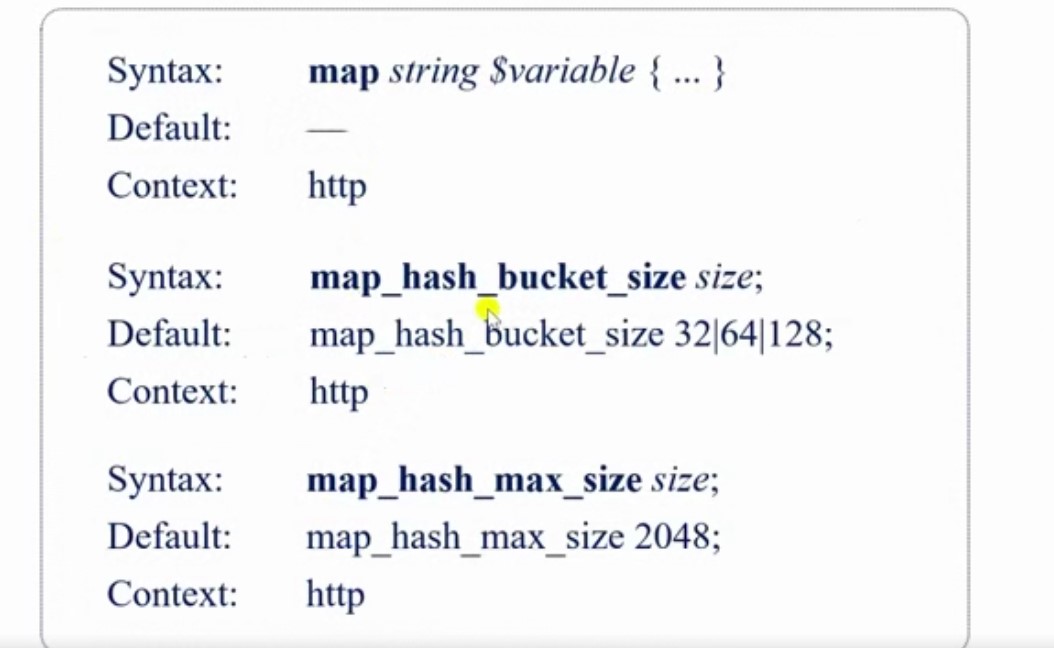 Syntax: map string $variable { ... }
Default: —
Context: http
Syntax: map_hash_bucket_size size;
Default: map_hash_bucket_size 32|64|128;
Context: http
Syntax: map_hash_max_size size;
Default: map_hash_max_size 2048;
Context: http